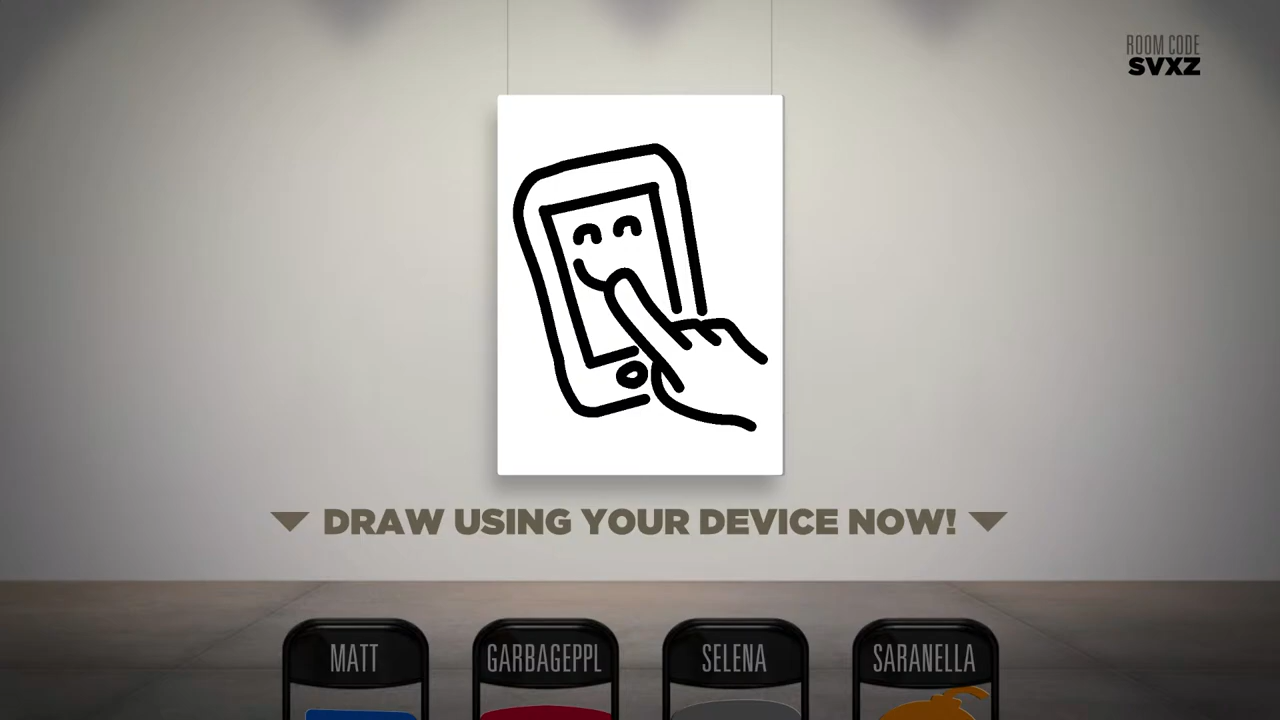 ROOM CODE
SVXZ
DRAW USING YOUR DEVICE NOW!
MATT
GARBAGEPPL
SELENA
SARANELLA